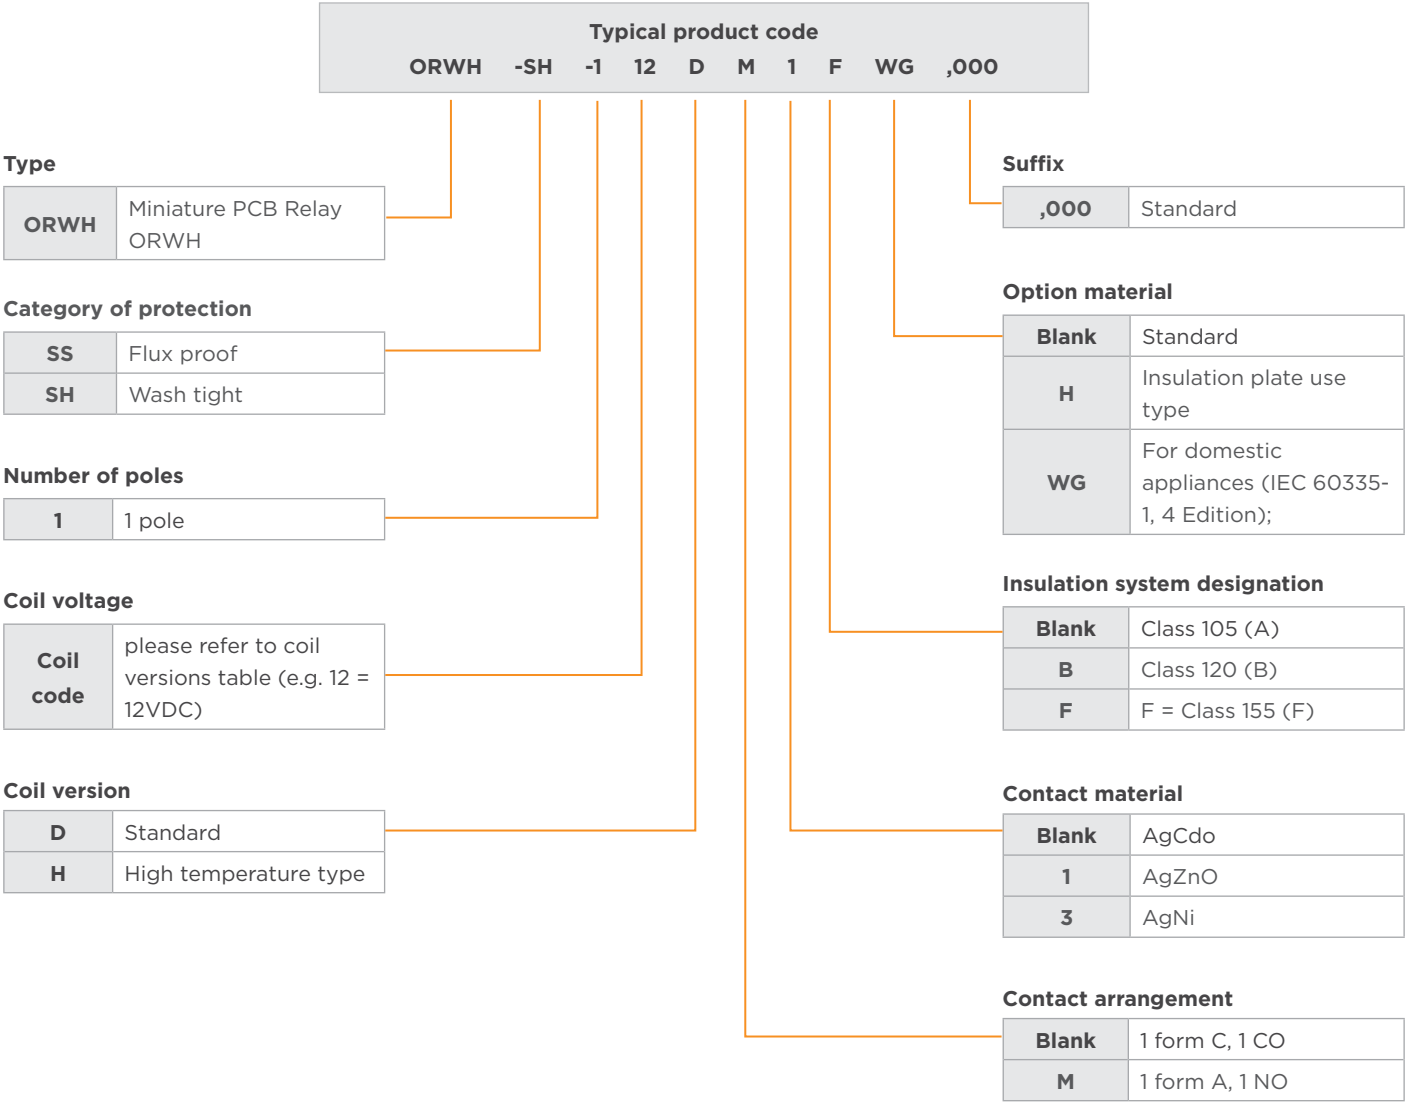 Typical product code
ORWH -SH -1 12 D M 1 F WG ,000
Type
ORWH Miniature PCB Relay
ORWH
Category of protection
SS Flux proof
SH Wash tight
Number of poles
1 1 pole
Coil voltage
Coil
code
please refer to coil
versions table (e.g. 12 =
12VDC)
Coil version
D Standard
H High temperature type
Suffix
,000 Standard
Option material
Blank Standard
H Insulation plate use
type
WG For domestic
appliances (IEC 60335-
1, 4 Edition);
Insulation system designation
Blank Class 105 (A)
B Class 120 (B)
F F = Class 155 (F)
Contact material
Blank AgCdo
1 AgZnO
3 AgNi
Contact arrangement
Blank 1 form C, 1 CO
M 1 form A, 1 NO